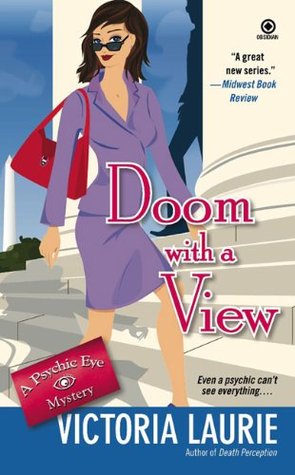 OBSIDIAN
"A great
new series."
—Midwest Book
Review
Doom
with a
View
A Psychic Eye
Mystery
Even a psychic can't
see everything. . . .
VICTORIA LAURIE
Author of Death Perception